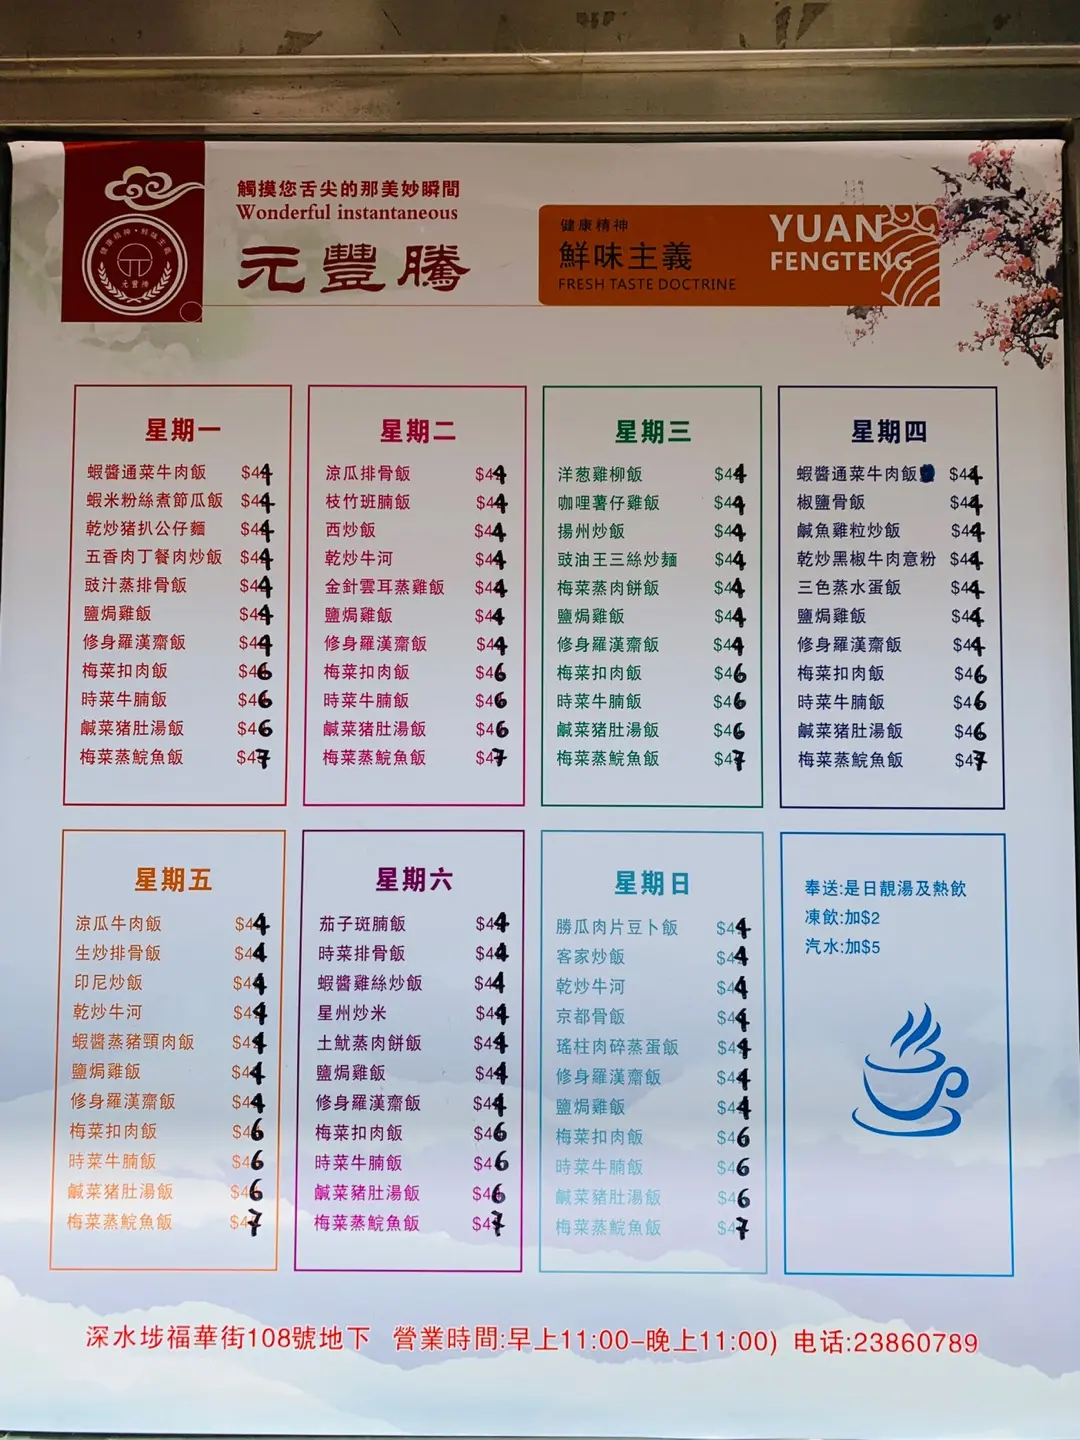 觸摸您舌尖的那美妙瞬間
Wonderful instantaneous
元豐騰
健康精神·鮮味主義
元豐騰
健康精神
鮮味主義
FRESH TASTE DOCTRINE
YUAN
FENGTENG
星期一
蝦醬通菜牛肉飯 $44
蝦米粉絲煮節瓜飯 $44
乾炒猪扒公仔麵 $44
五香肉丁餐肉炒飯 $44
豉汁蒸排骨飯 $44
鹽焗雞飯 $44
修身羅漢齋飯 $44
梅菜扣肉飯 $46
時菜牛腩飯 $46
鹹菜猪肚湯飯 $46
梅菜蒸鯇魚飯 $47
星期二
涼瓜排骨飯 $44
枝竹班腩飯 $44
西炒飯 $44
乾炒牛河 $44
金針雲耳蒸雞飯 $44
鹽焗雞飯 $44
修身羅漢齋飯 $44
梅菜扣肉飯 $46
時菜牛腩飯 $46
鹹菜猪肚湯飯 $46
梅菜蒸鯇魚飯 $47
星期三
洋葱雞柳飯 $44
咖哩薯仔雞飯 $44
揚州炒飯 $44
豉油王三絲炒麵 $44
梅菜蒸肉餅飯 $44
鹽焗雞飯 $44
修身羅漢齋飯 $44
梅菜扣肉飯 $46
時菜牛腩飯 $46
鹹菜猪肚湯飯 $46
梅菜蒸鯇魚飯 $47
星期四
蝦醬通菜牛肉飯 $44
椒鹽骨飯 $44
鹹魚雞粒炒飯 $44
乾炒黑椒牛肉意粉 $44
三色蒸水蛋飯 $44
鹽焗雞飯 $44
修身羅漢齋飯 $44
梅菜扣肉飯 $46
時菜牛腩飯 $46
鹹菜猪肚湯飯 $46
梅菜蒸鯇魚飯 $47
星期五
涼瓜牛肉飯 $44
生炒排骨飯 $44
印尼炒飯 $44
乾炒牛河 $44
蝦醬蒸豬頸肉飯 $44
鹽焗雞飯 $44
修身羅漢齋飯 $44
梅菜扣肉飯 $46
時菜牛腩飯 $46
鹹菜豬肚湯飯 $46
梅菜蒸鯇魚飯 $47
星期六
茄子斑腩飯 $44
時菜排骨飯 $44
蝦醬雞絲炒飯 $44
星州炒米 $44
土魷蒸肉餅飯 $44
鹽焗雞飯 $44
修身羅漢齋飯 $44
梅菜扣肉飯 $46
時菜牛腩飯 $46
鹹菜豬肚湯飯 $46
梅菜蒸鯇魚飯 $47
星期日
勝瓜肉片豆卜飯 $44
客家炒飯 $44
乾炒牛河 $44
京都骨飯 $44
瑤柱肉碎蒸蛋飯 $44
修身羅漢齋飯 $44
鹽焗雞飯 $44
梅菜扣肉飯 $46
時菜牛腩飯 $46
鹹菜豬肚湯飯 $46
梅菜蒸鯇魚飯 $47
奉送:是日靚湯及熱飲
凍飲:加$2
汽水:加$5
深水埗福華街108號地下 營業時間:早上11:00-晚上11:00) 电话:23860789